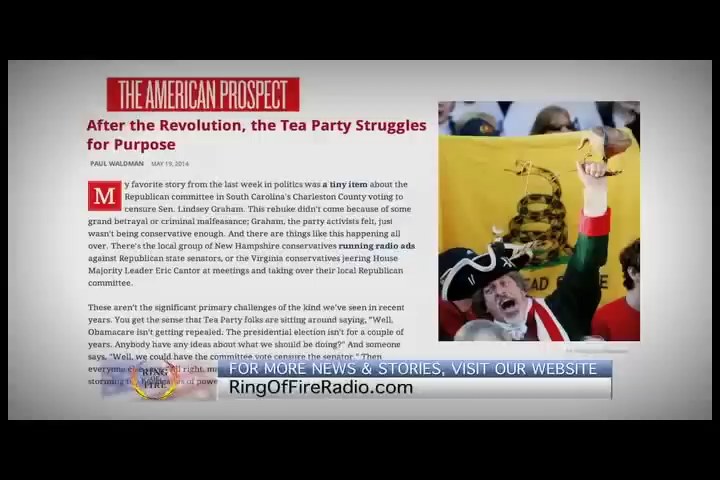 THE AMERICAN PROSPECT
After the Revolution, the Tea Party Struggles
for Purpose
PAUL WALDMAN MAY 19, 2014
My favorite story from the last week in politics was a tiny item about the
Republican committee in South Carolina's Charleston County voting to
censure Sen. Lindsey Graham. This rebuke didn't come because of some
grand betrayal or criminal malfeasance; Graham, the party activists felt, just
wasn't being conservative enough. And there are things like this happening all
over. There's the local group of New Hampshire conservatives running radio ads
against Republican state senators, or the Virginia conservatives jeering House
Majority Leader Eric Cantor at meetings and taking over their local Republican
committee.
These aren't the significant primary challenges of the kind we've seen in recent
years. You get the sense that Tea Party folks are sitting around saying, "Well,
Obamacare isn't getting repealed. The presidential election isn't for a couple of
years. Anybody have any ideas about what we should be doing?" And someone
says, "Well, we could have the committee vote censure the senator." Then
everyone right,
storming of powe
EAD
RING
OF
FIRE
FOR MORE NEWS & STORIES, VISIT OUR WEBSITE
RingOfFireRadio.com